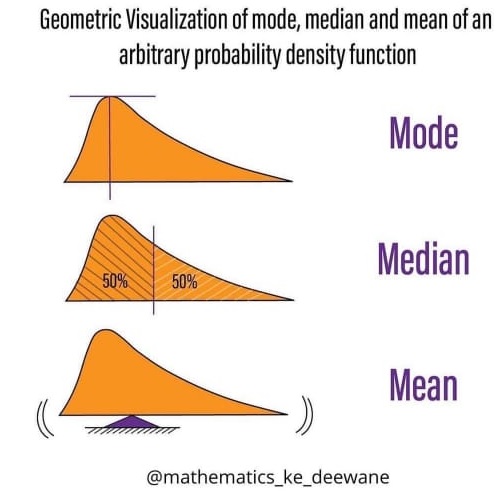 Geometric Visualization of mode, median and mean of an
arbitrary probability density function
Mode
Median
50% 50%
Mean
@mathematics_ke_deewane